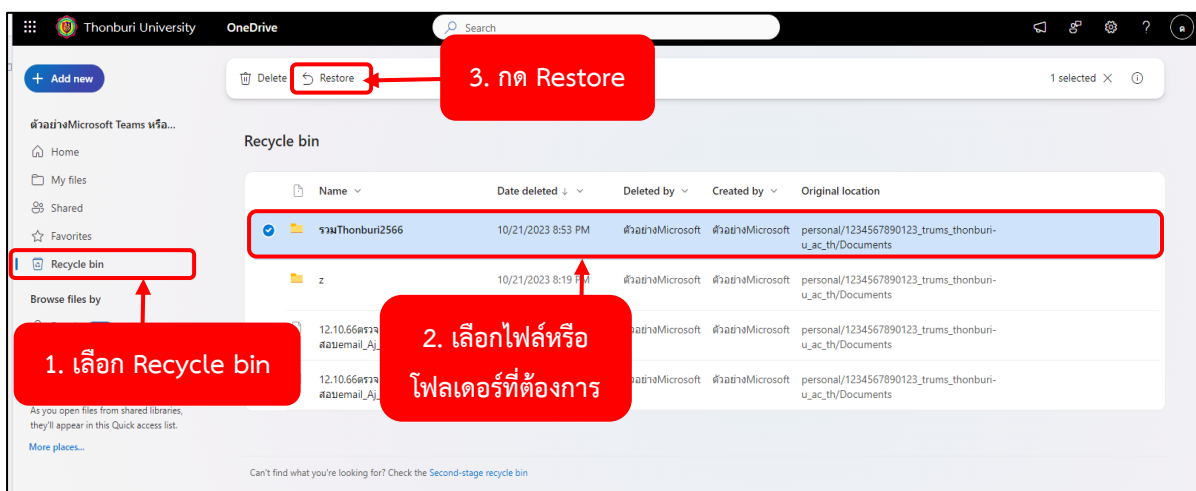 Thonburi University OneDrive Search ? ด
+ Add new Delete Restore 1 selected
3. กด Restore
ตัวอย่างMicrosoft Teams หรือ...
Home
My files
Shared
Favorites
Recycle bin
Browse files by
1. เลือก Recycle bin
As you open files from shared libraries,
they'll appear in this Quick access list.
More places...
Recycle bin
Name Date deleted ↓ Deleted by Created by Original location
รวมThonburi2566 10/21/2023 8:53 PM ตัวอย่างMicrosoft ตัวอย่างMicrosoft personal/1234567890123_trums_thonburi-
u_ac_th/Documents
z 10/21/2023 8:19 PM ตัวอย่างMicrosoft ตัวอย่างMicrosoft personal/1234567890123_trums_thonburi-
u_ac_th/Documents
12.10.66ตรวจ ตัวอย่างMicrosoft ตัวอย่างMicrosoft personal/1234567890123_trums_thonburi-
สอบemail_Aj_ u_ac_th/Documents
12.10.66ตรวจ ตัวอย่างMicrosoft ตัวอย่างMicrosoft personal/1234567890123_trums_thonburi-
สอบemail_Aj_ u_ac_th/Documents
2. เลือกไฟล์หรือ
โฟลเดอร์ที่ต้องการ
Can't find what you're looking for? Check the Second-stage recycle bin